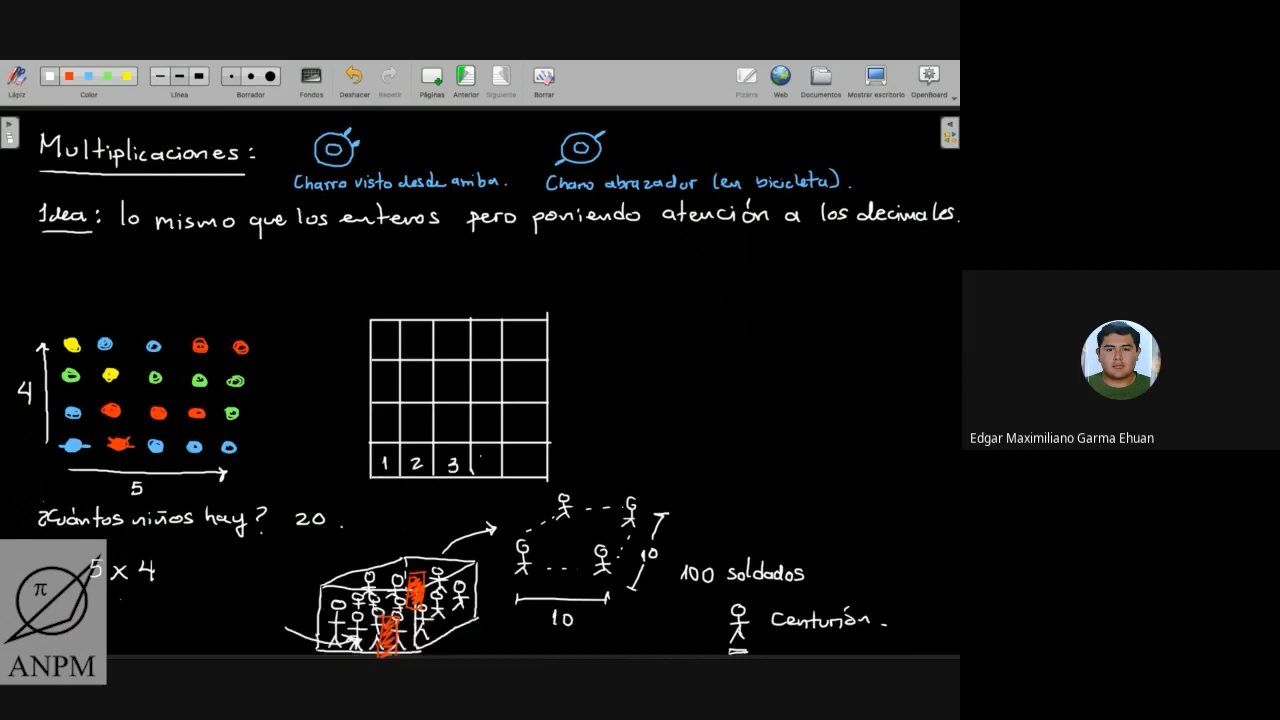 Lápiz Color Línea Borrador Fondos Deshacer Repetir Páginas Anterior Siguiente Borrar Pizarra Web Documentos Mostrar escritorio OpenBoard
Multiplicaciones:
Charro visto desde arriba. Charro abrazador (en bicicleta).
Idea: lo mismo que los enteros pero poniendo atención a los decimales.
4
5
1 2 3
¿Cuántos niños hay? 20.
5 x 4
10
10
100 soldados
Centurión.
π
ANPM
Edgar Maximiliano Garma Ehuan